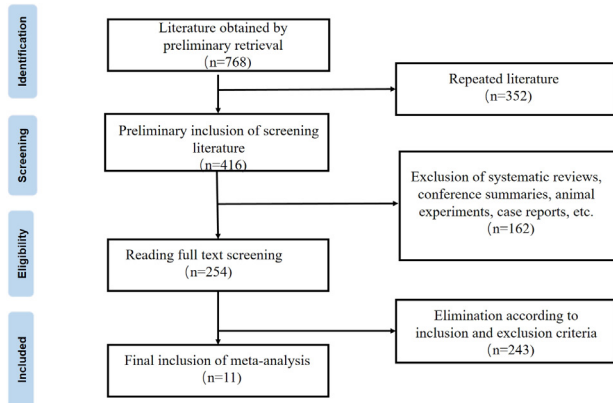 Identification
Literature obtained by
preliminary retrieval
(n=768)
Repeated literature
(n=352)
Screening
Preliminary inclusion of screening
literature
(n=416)
Exclusion of systematic reviews,
conference summaries, animal
experiments, case reports, etc.
(n=162)
Eligibility
Reading full text screening
(n=254)
Elimination according to
inclusion and exclusion criteria
(n=243)
Included
Final inclusion of meta-analysis
(n=11)